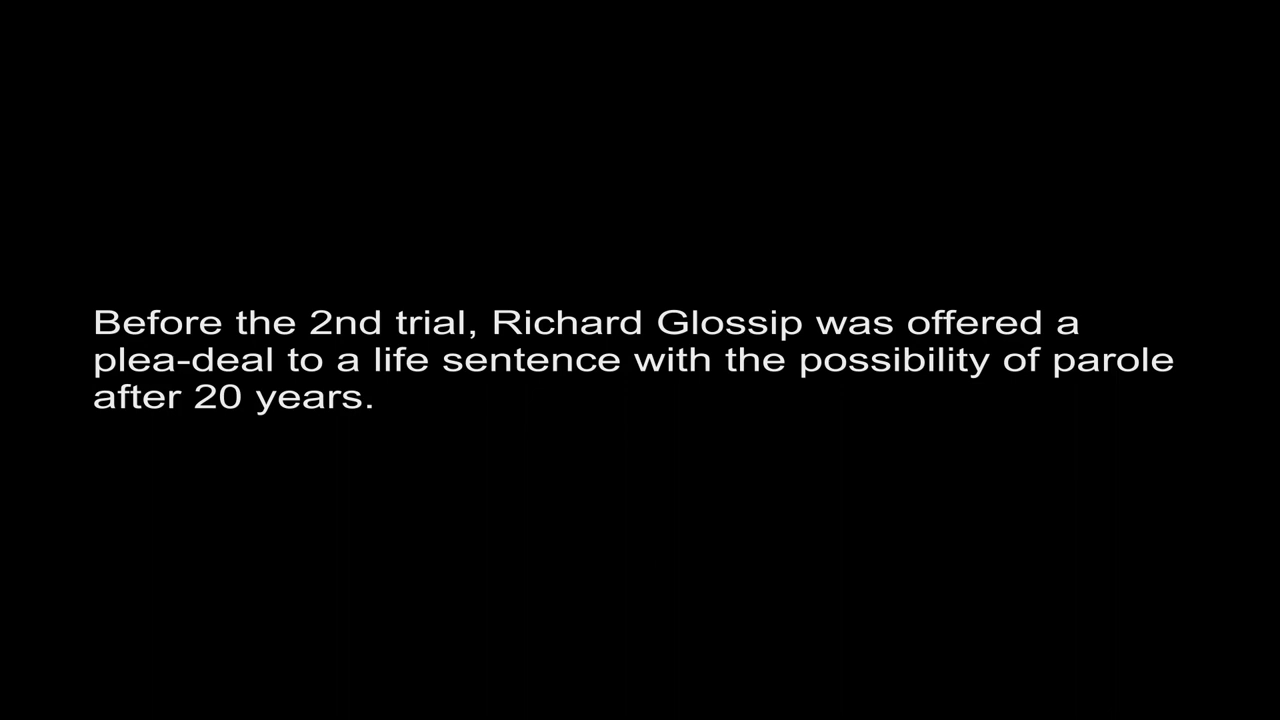 Before the 2nd trial, Richard Glossip was offered a
plea-deal to a life sentence with the possibility of parole
after 20 years.